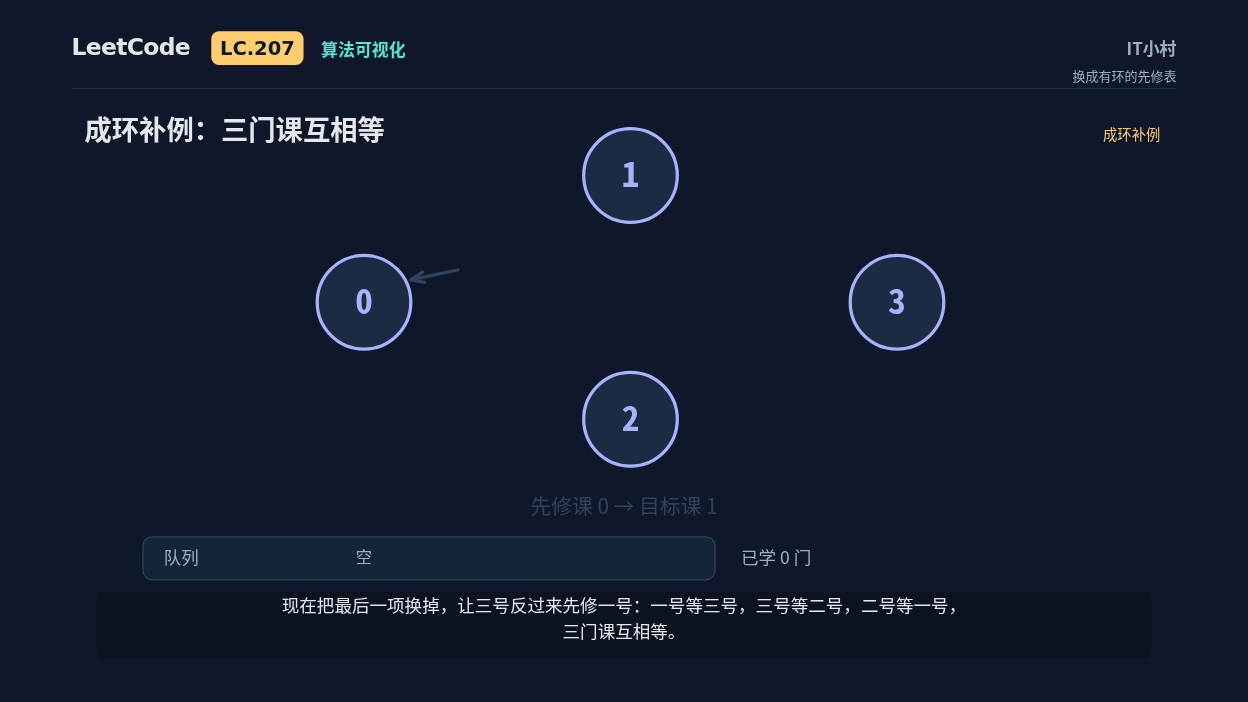 LeetCode LC.207 算法可视化
IT小村
换成有环的先修表
成环补例：三门课互相等
成环补例
1
0
3
2
先修课 0 → 目标课 1
队列 空 已学 0 门
现在把最后一项换掉，让三号反过来先修一号：一号等三号，三号等二号，二号等一号，
三门课互相等。